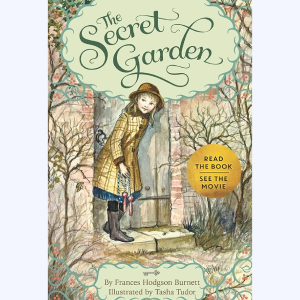 The
Secret
Garden
READ
THE BOOK
SEE THE
MOVIE
By Frances Hodgson Burnett
Illustrated by Tasha Tudor